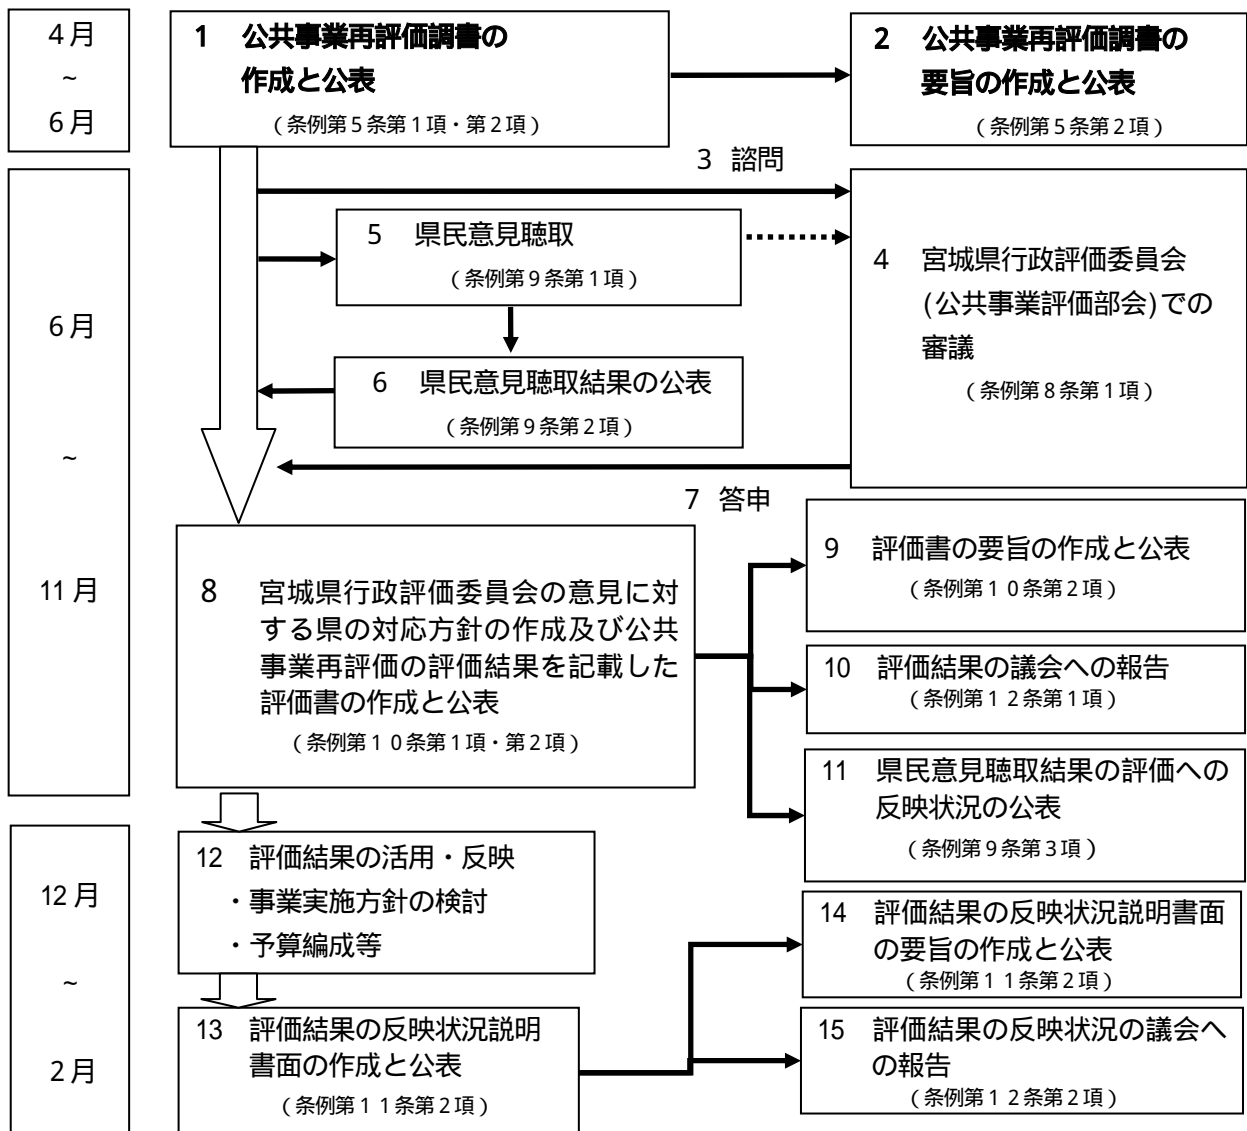 4月
~
6月
1 公共事業再評価調書の
作成と公表
（条例第5条第1項・第2項）
2 公共事業再評価調書の
要旨の作成と公表
（条例第5条第2項）
3 諮問
6月
~
11月
5 県民意見聴取
（条例第9条第1項）
4 宮城県行政評価委員会
(公共事業評価部会)での
審議
（条例第8条第1項）
6 県民意見聴取結果の公表
（条例第9条第2項）
7 答申
8 宮城県行政評価委員会の意見に対
する県の対応方針の作成及び公共
事業再評価の評価結果を記載した
評価書の作成と公表
（条例第10条第1項・第2項）
9 評価書の要旨の作成と公表
（条例第10条第2項）
10 評価結果の議会への報告
（条例第12条第1項）
11 県民意見聴取結果の評価への
反映状況の公表
（条例第9条第3項）
12月
~
2月
12 評価結果の活用・反映
・事業実施方針の検討
・予算編成等
13 評価結果の反映状況説明
書面の作成と公表
（条例第11条第2項）
14 評価結果の反映状況説明書面
の要旨の作成と公表
（条例第11条第2項）
15 評価結果の反映状況の議会へ
の報告
（条例第12条第2項）